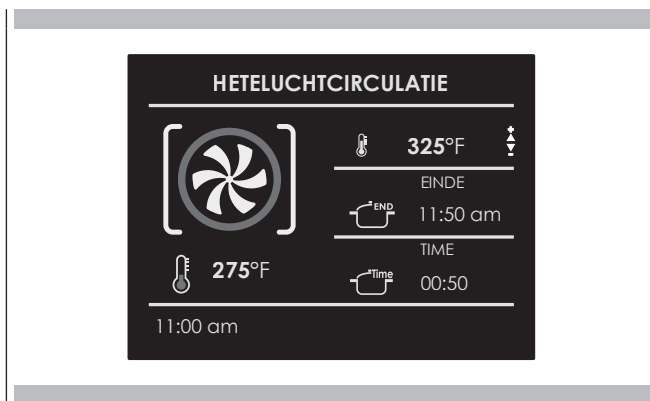 HETELUCHTCIRCULATIE
325°F
EINDE
END
11:50 am
275°F
TIME
Time
00:50
11:00 am